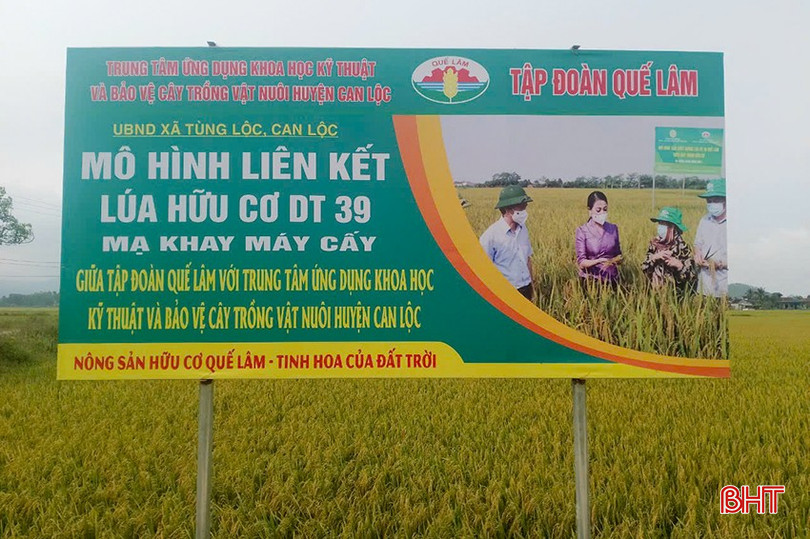 TRUNG TÂM ỨNG DỤNG KHOA HỌC KỸ THUẬT
VÀ BẢO VỆ CÂY TRỒNG VẬT NUÔI HUYỆN CAN LỘC
QUẾ LÂM
TẬP ĐOÀN QUẾ LÂM
UBND XÃ TÙNG LỘC, CAN LỘC
MÔ HÌNH LIÊN KẾT
LÚA HỮU CƠ DT 39
MẠ KHAY MÁY CẤY
GIỮA TẬP ĐOÀN QUẾ LÂM VỚI TRUNG TÂM ỨNG DỤNG KHOA HỌC
KỸ THUẬT VÀ BẢO VỆ CÂY TRỒNG VẬT NUÔI HUYỆN CAN LỘC
NÔNG SẢN HỮU CƠ QUẾ LÂM - TINH HOA CỦA ĐẤT TRỜI
BHT